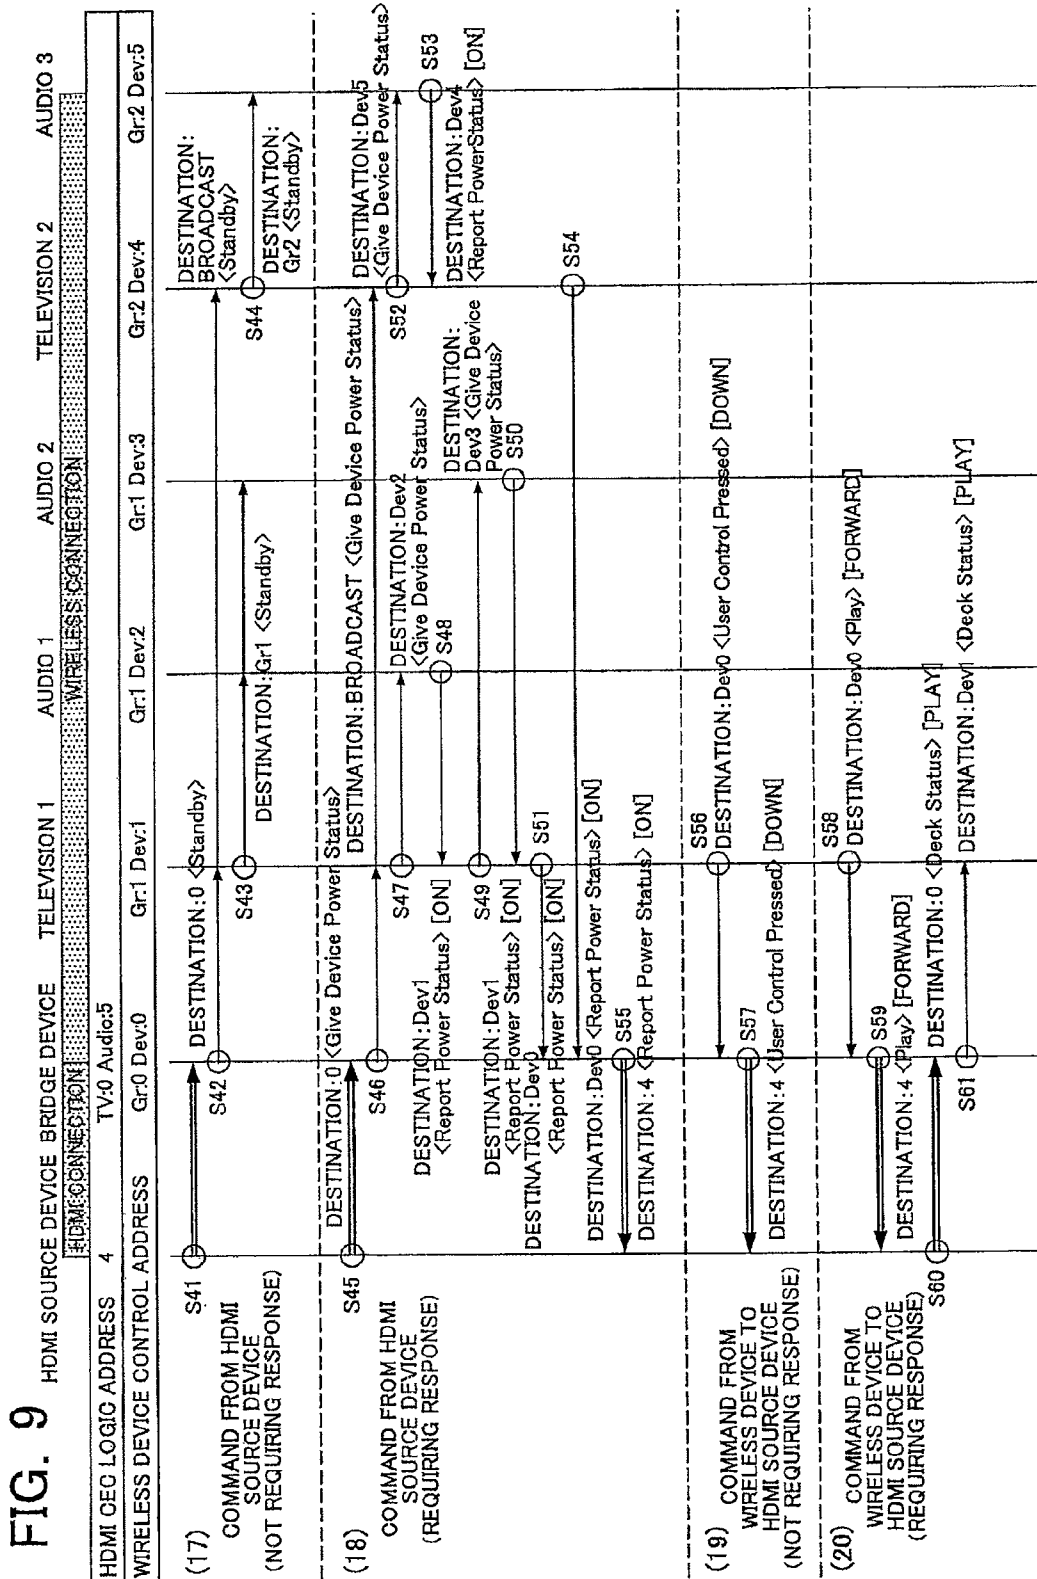 FIG. 9
HDMI SOURCE DEVICE BRIDGE DEVICE TELEVISION 1 AUDIO 1 AUDIO 2 TELEVISION 2 AUDIO 3
HDMI CONNECTION WIRELESS CONNECTION
HDMI CEC LOGIC ADDRESS 4 TV:0 Audio:5
WIRELESS DEVICE CONTROL ADDRESS Gr:0 Dev:0 Gr:1 Dev:1 Gr:1 Dev:2 Gr:1 Dev:3 Gr:2 Dev:4 Gr:2 Dev:5
(17)
COMMAND FROM HDMI
SOURCE DEVICE
(NOT REQUIRING RESPONSE)
S41
DESTINATION:0 <Standby>
S42
DESTINATION:
BROADCAST
<Standby>
S43
DESTINATION:Gr1 <Standby>
S44
DESTINATION:
Gr2 <Standby>
(18)
COMMAND FROM HDMI
SOURCE DEVICE
(REQUIRING RESPONSE)
S45
DESTINATION:0 <Give Device Power Status>
S46
DESTINATION:BROADCAST <Give Device Power Status>
S47
DESTINATION:Dev2
<Give Device Power Status>
S48
DESTINATION:Dev1
<Report Power Status> [ON]
S49
DESTINATION:
Dev3 <Give Device
Power Status>
S50
DESTINATION:Dev1
<Report Power Status> [ON]
S51
DESTINATION:Dev0
<Report Power Status> [ON]
S52
DESTINATION:Dev5
<Give Device Power Status>
S53
DESTINATION:Dev4
<Report PowerStatus> [ON]
S54
DESTINATION:Dev0 <Report Power Status> [ON]
S55
DESTINATION:4 <Report Power Status> [ON]
(19)
COMMAND FROM
WIRELESS DEVICE TO
HDMI SOURCE DEVICE
(NOT REQUIRING RESPONSE)
S56
DESTINATION:Dev0 <User Control Pressed> [DOWN]
S57
DESTINATION:4 <User Control Pressed> [DOWN]
(20)
COMMAND FROM
WIRELESS DEVICE TO
HDMI SOURCE DEVICE
(REQUIRING RESPONSE)
S58
DESTINATION:Dev0 <Play> [FORWARD]
S59
DESTINATION:4 <Play> [FORWARD]
S60
DESTINATION:0 <Deck Status> [PLAY]
S61
DESTINATION:Dev1 <Deck Status> [PLAY]